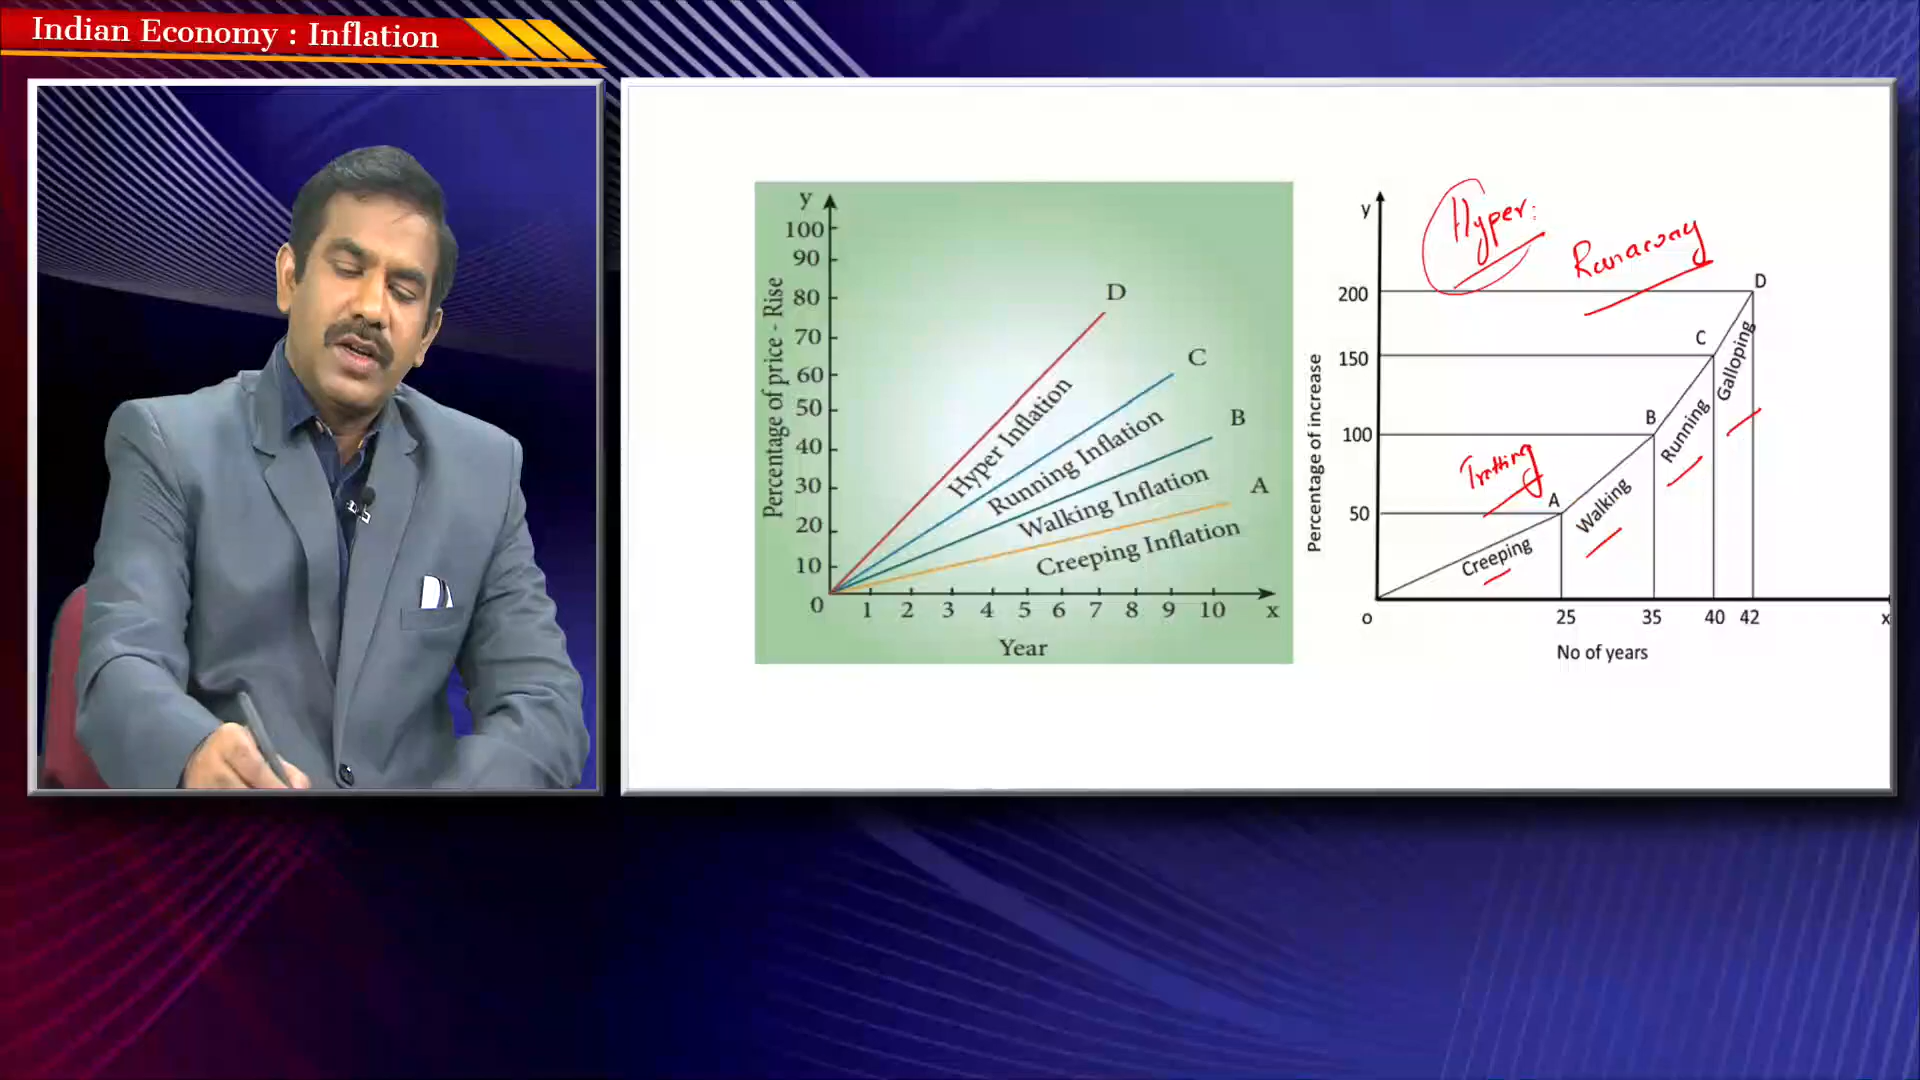 Indian Economy : Inflation
y
100
90
80
70
60
50
40
30
20
10
0
Percentage of price - Rise
D
C
B
A
Hyper Inflation
Running Inflation
Walking Inflation
Creeping Inflation
1 2 3 4 5 6 7 8 9 10 x
Year
y
Hyper:
Runaway
200
150
100
50
Percentage of increase
D
C
B
A
Trotting
Creeping
Walking
Running
Galloping
o 25 35 40 42 x
No of years